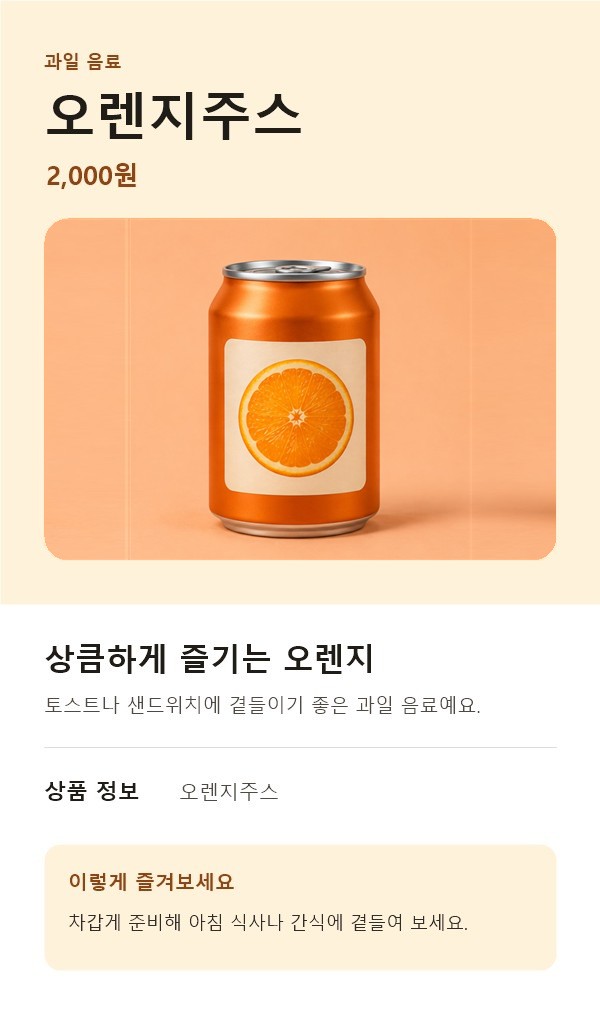 과일 음료
오렌지주스
2,000원
상큼하게 즐기는 오렌지
토스트나 샌드위치에 곁들이기 좋은 과일 음료예요.
상품 정보 오렌지주스
이렇게 즐겨보세요
차갑게 준비해 아침 식사나 간식에 곁들여 보세요.